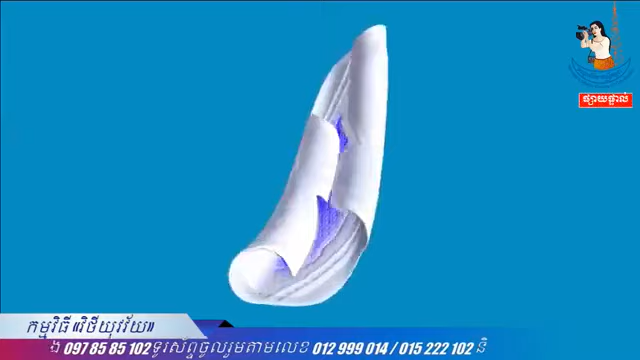 ផ្សាយផ្ទាល់
កម្មវិធី «វិថីយុវវ័យ»
ង 097 85 85 102 ទូរស័ព្ទចូលរួមតាមលេខ 012 999 014 / 015 222 102 ទិ